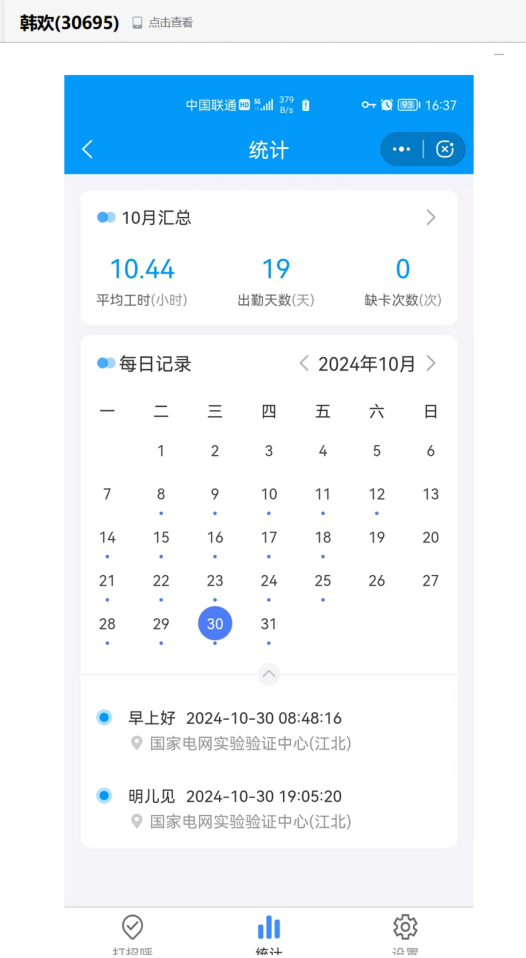 韩欢(30695) 点击查看
中国联通 HD 5G 379 B/s 93 16:37
统计
10月汇总
10.44 19 0
平均工时(小时) 出勤天数(天) 缺卡次数(次)
每日记录 2024年10月
一 二 三 四 五 六 日
1 2 3 4 5 6
7 8 9 10 11 12 13
14 15 16 17 18 19 20
21 22 23 24 25 26 27
28 29 30 31
早上好 2024-10-30 08:48:16
国家电网实验验证中心(江北)
明儿见 2024-10-30 19:05:20
国家电网实验验证中心(江北)
打招呼 统计 设置